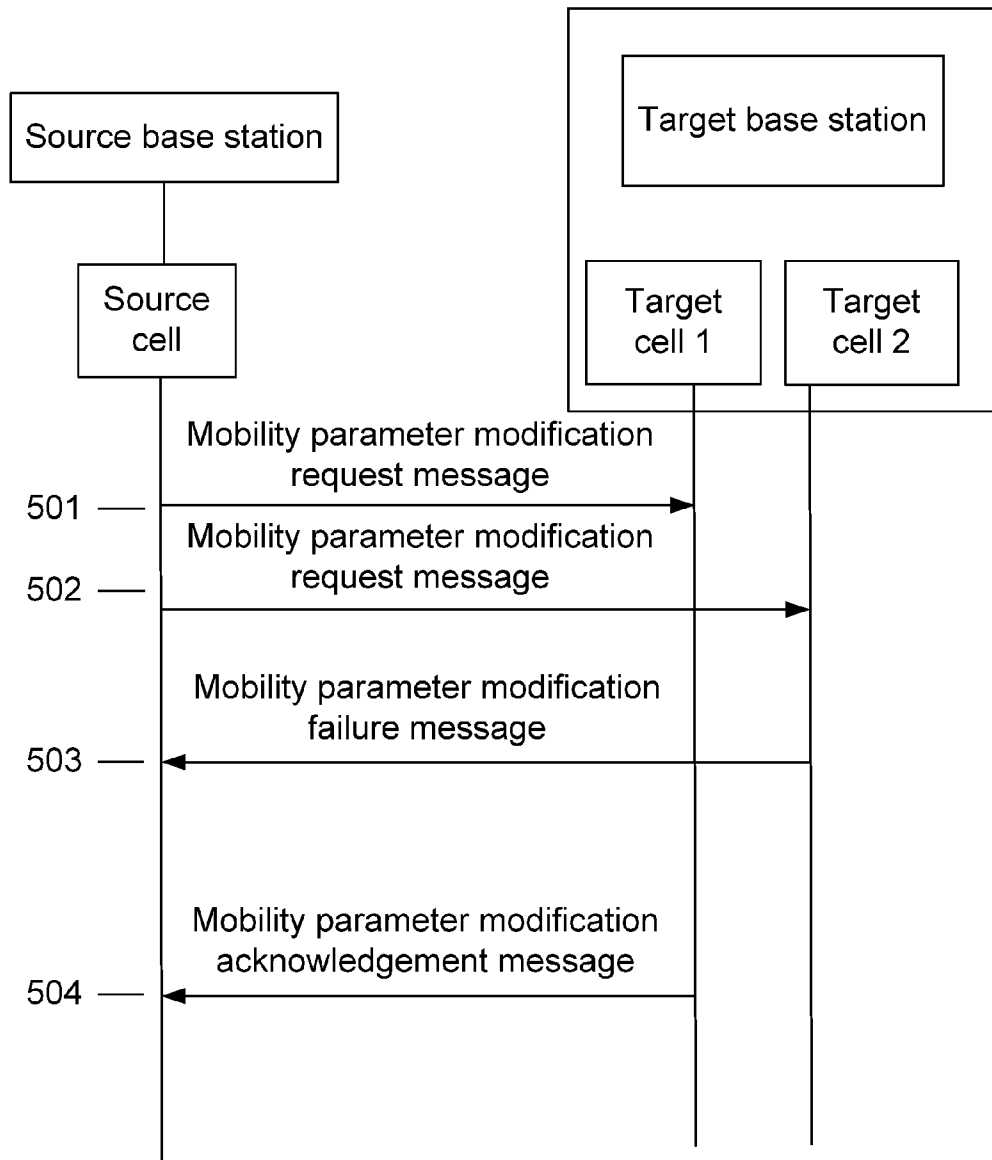 Source base station
Target base station
Source
cell
Target
cell 1
Target
cell 2
Mobility parameter modification
request message
501
Mobility parameter modification
request message
502
Mobility parameter modification
failure message
503
Mobility parameter modification
acknowledgement message
504